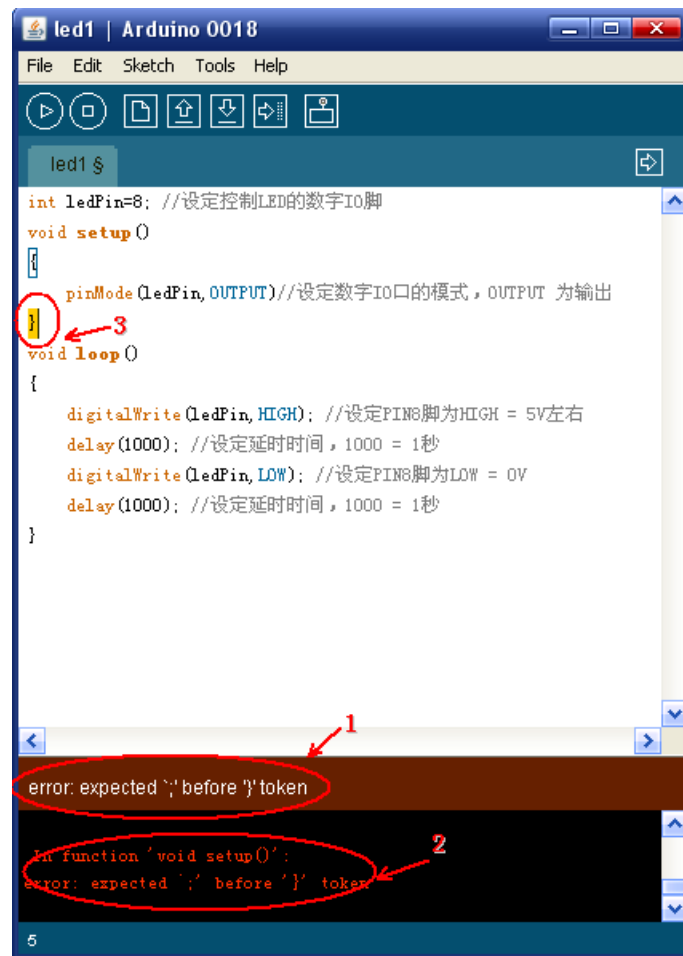 led1 | Arduino 0018
File Edit Sketch Tools Help
led1 §
int ledPin=8; //设定控制LED的数字IO脚
void setup()
{
pinMode(ledPin,OUTPUT)//设定数字IO口的模式，OUTPUT 为输出
}
3
void loop()
{
digitalWrite(ledPin,HIGH); //设定PIN8脚为HIGH = 5V左右
delay(1000); //设定延时时间，1000 = 1秒
digitalWrite(ledPin,LOW); //设定PIN8脚为LOW = 0V
delay(1000); //设定延时时间，1000 = 1秒
}
1
error: expected `;' before '}' token
2
In function 'void setup()':
error: expected `;' before '}' token
5